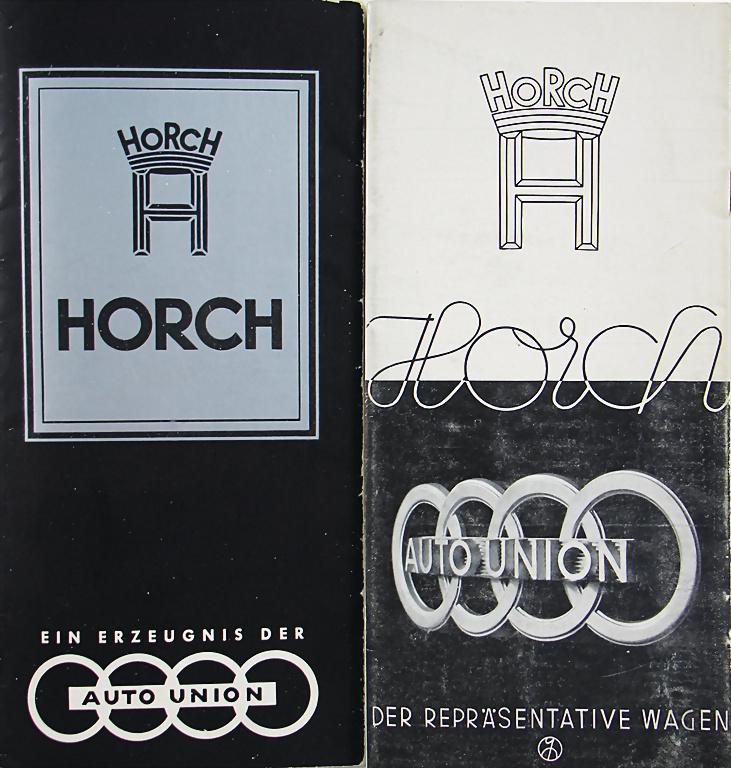 HORCH
HORCH
EIN ERZEUGNIS DER
AUTO UNION
HORCH
Horch
AUTO UNION
DER REPRÄSENTATIVE WAGEN